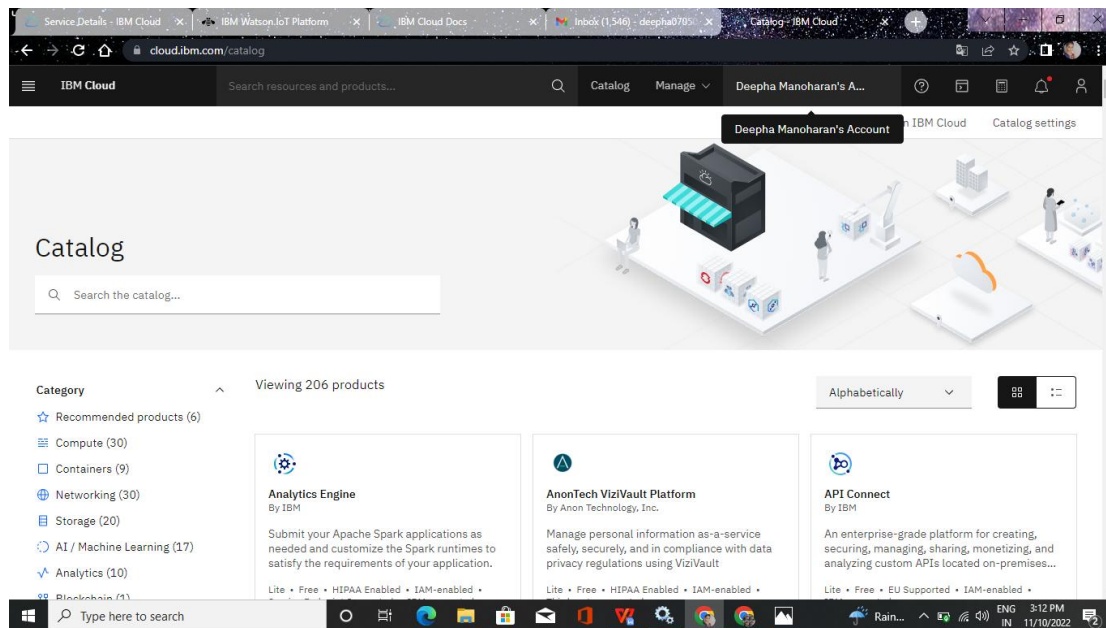 Service Details - IBM Cloud
IBM Watson IoT Platform
IBM Cloud Docs
Inbox (1,546) - deepha0705
Catalog - IBM Cloud
cloud.ibm.com/catalog
IBM Cloud
Search resources and products...
Catalog
Manage
Deepha Manoharan's A...
Deepha Manoharan's Account
n IBM Cloud
Catalog settings
Catalog
Search the catalog...
Category
Viewing 206 products
Alphabetically
Recommended products (6)
Compute (30)
Containers (9)
Networking (30)
Storage (20)
AI / Machine Learning (17)
Analytics (10)
Blockchain (1)
Analytics Engine
By IBM
Submit your Apache Spark applications as
needed and customize the Spark runtimes to
satisfy the requirements of your application.
Lite • Free • HIPAA Enabled • IAM-enabled •
AnonTech ViziVault Platform
By Anon Technology, Inc.
Manage personal information as-a-service
safely, securely, and in compliance with data
privacy regulations using ViziVault
Lite • Free • HIPAA Enabled • IAM-enabled •
API Connect
By IBM
An enterprise-grade platform for creating,
securing, managing, sharing, monetizing, and
analyzing custom APIs located on-premises...
Lite • Free • EU Supported • IAM-enabled •
Type here to search
Rain...
ENG
IN
3:12 PM
11/10/2022
2